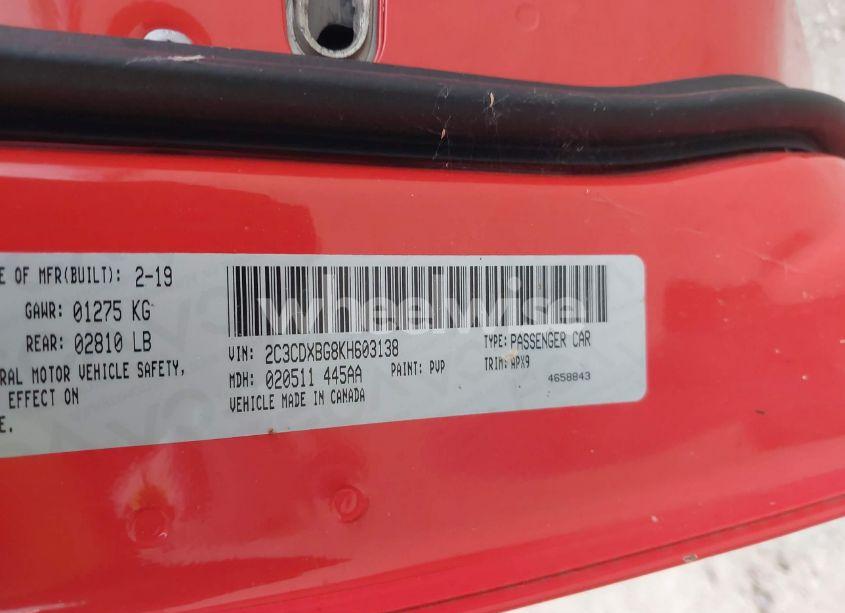 E OF MFR(BUILT): 2-19
GAWR: 01275 KG
REAR: 02810 LB
RAL MOTOR VEHICLE SAFETY,
EFFECT ON
E.
wheelwise
VIN: 2C3CDXBG8KH603138
TYPE: PASSENGER CAR
MDH: 020511 445AA
PAINT: PVP
TRIM: APX9
VEHICLE MADE IN CANADA
4658843